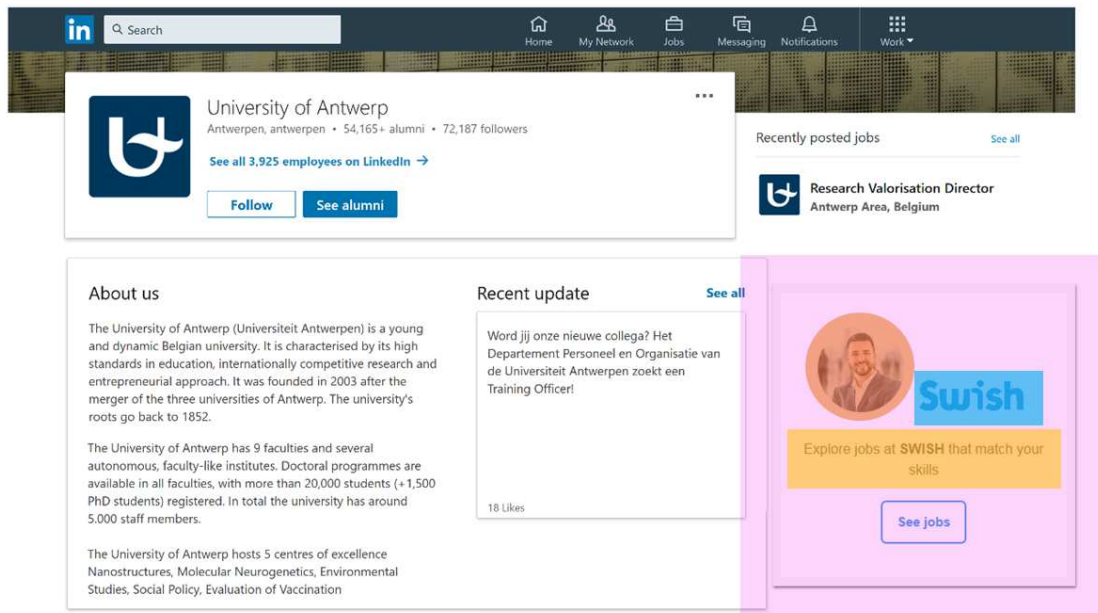 in
Search
Home
My Network
Jobs
Messaging
Notifications
Work
University of Antwerp
Antwerpen, antwerpen • 54,165+ alumni • 72,187 followers
See all 3,925 employees on LinkedIn →
Follow
See alumni
Recently posted jobs
See all
Research Valorisation Director
Antwerp Area, Belgium
About us
The University of Antwerp (Universiteit Antwerpen) is a young
and dynamic Belgian university. It is characterised by its high
standards in education, internationally competitive research and
entrepreneurial approach. It was founded in 2003 after the
merger of the three universities of Antwerp. The university's
roots go back to 1852.
The University of Antwerp has 9 faculties and several
autonomous, faculty-like institutes. Doctoral programmes are
available in all faculties, with more than 20,000 students (+1,500
PhD students) registered. In total the university has around
5.000 staff members.
The University of Antwerp hosts 5 centres of excellence
Nanostructures, Molecular Neurogenetics, Environmental
Studies, Social Policy, Evaluation of Vaccination
Recent update
See all
Word jij onze nieuwe collega? Het
Departement Personeel en Organisatie van
de Universiteit Antwerpen zoekt een
Training Officer!
18 Likes
Swish
Explore jobs at SWISH that match your
skills
See jobs